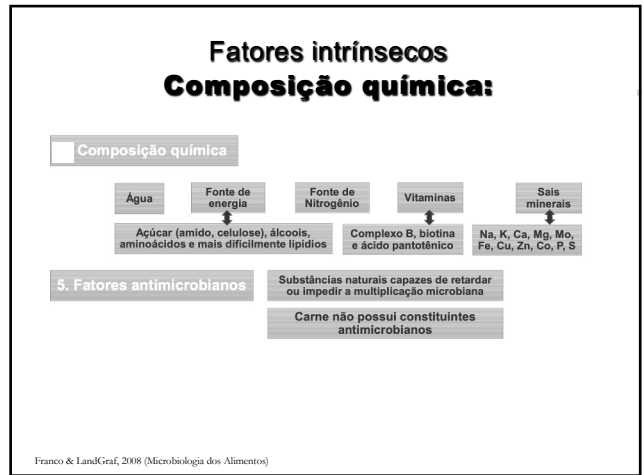 Fatores intrínsecos
Composição química:
Composição química
Água
Fonte de
energia
Fonte de
Nitrogênio
Vitaminas
Sais
minerais
Açúcar (amido, celulose), álcoois,
aminoácidos e mais dificilmente lipídios
Complexo B, biotina
e ácido pantotênico
Na, K, Ca, Mg, Mo,
Fe, Cu, Zn, Co, P, S
5. Fatores antimicrobianos
Substâncias naturais capazes de retardar
ou impedir a multiplicação microbiana
Carne não possui constituintes
antimicrobianos
Franco & LandGraf, 2008 (Microbiologia dos Alimentos)